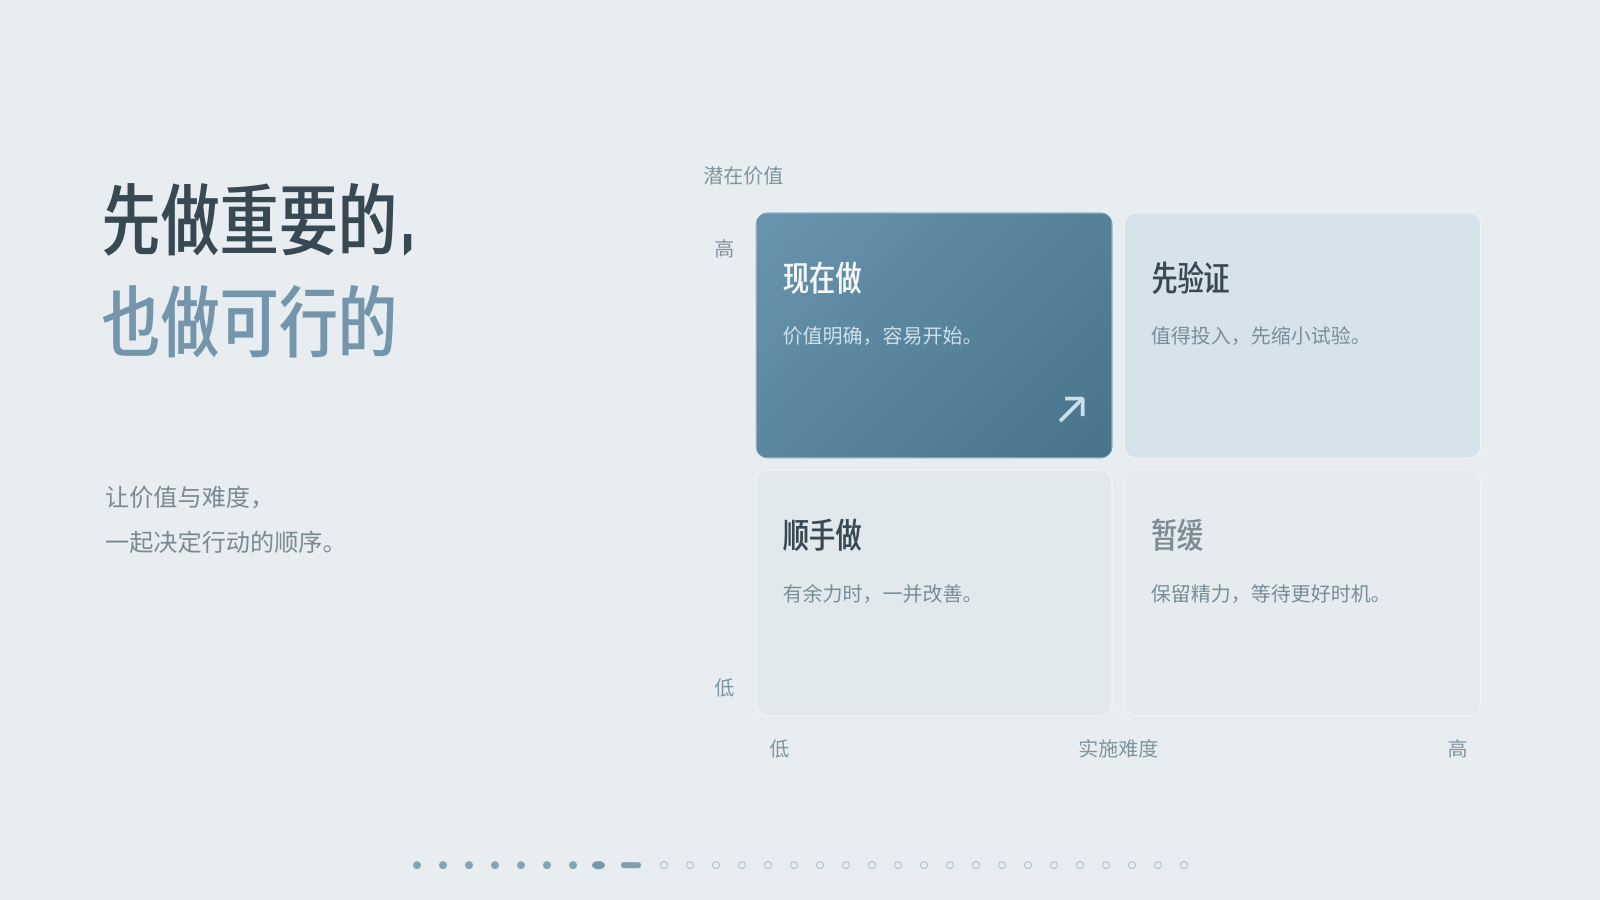 先做重要的,
也做可行的
让价值与难度，
一起决定行动的顺序。
潜在价值
高
现在做
价值明确，容易开始。
先验证
值得投入，先缩小试验。
顺手做
有余力时，一并改善。
暂缓
保留精力，等待更好时机。
低
低
实施难度
高